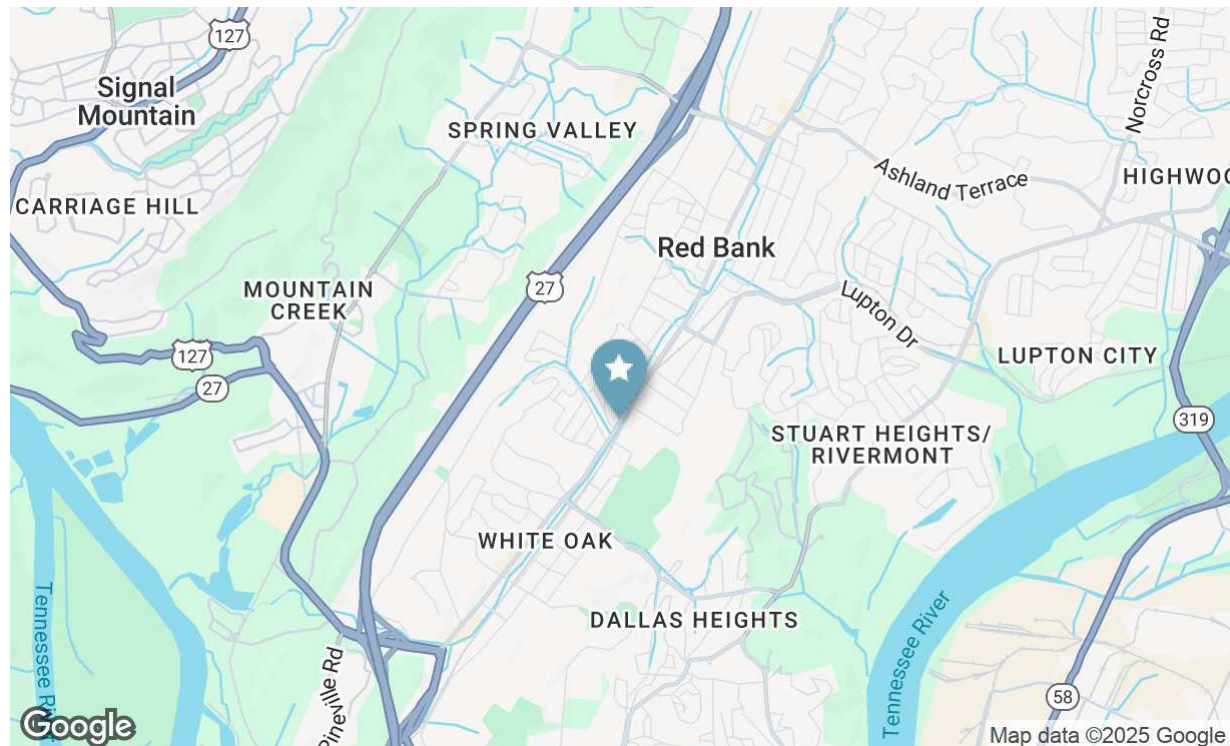 127
Signal
Mountain
SPRING VALLEY
Norcross Rd
Ashland Terrace
HIGHWOO
CARRIAGE HILL
Red Bank
MOUNTAIN
CREEK
27
Lupton Dr
127
27
LUPTON CITY
319
STUART HEIGHTS/
RIVERMONT
WHITE OAK
Tennessee River
DALLAS HEIGHTS
Tennessee River
Pineville Rd
58
Google
Map data ©2025 Google